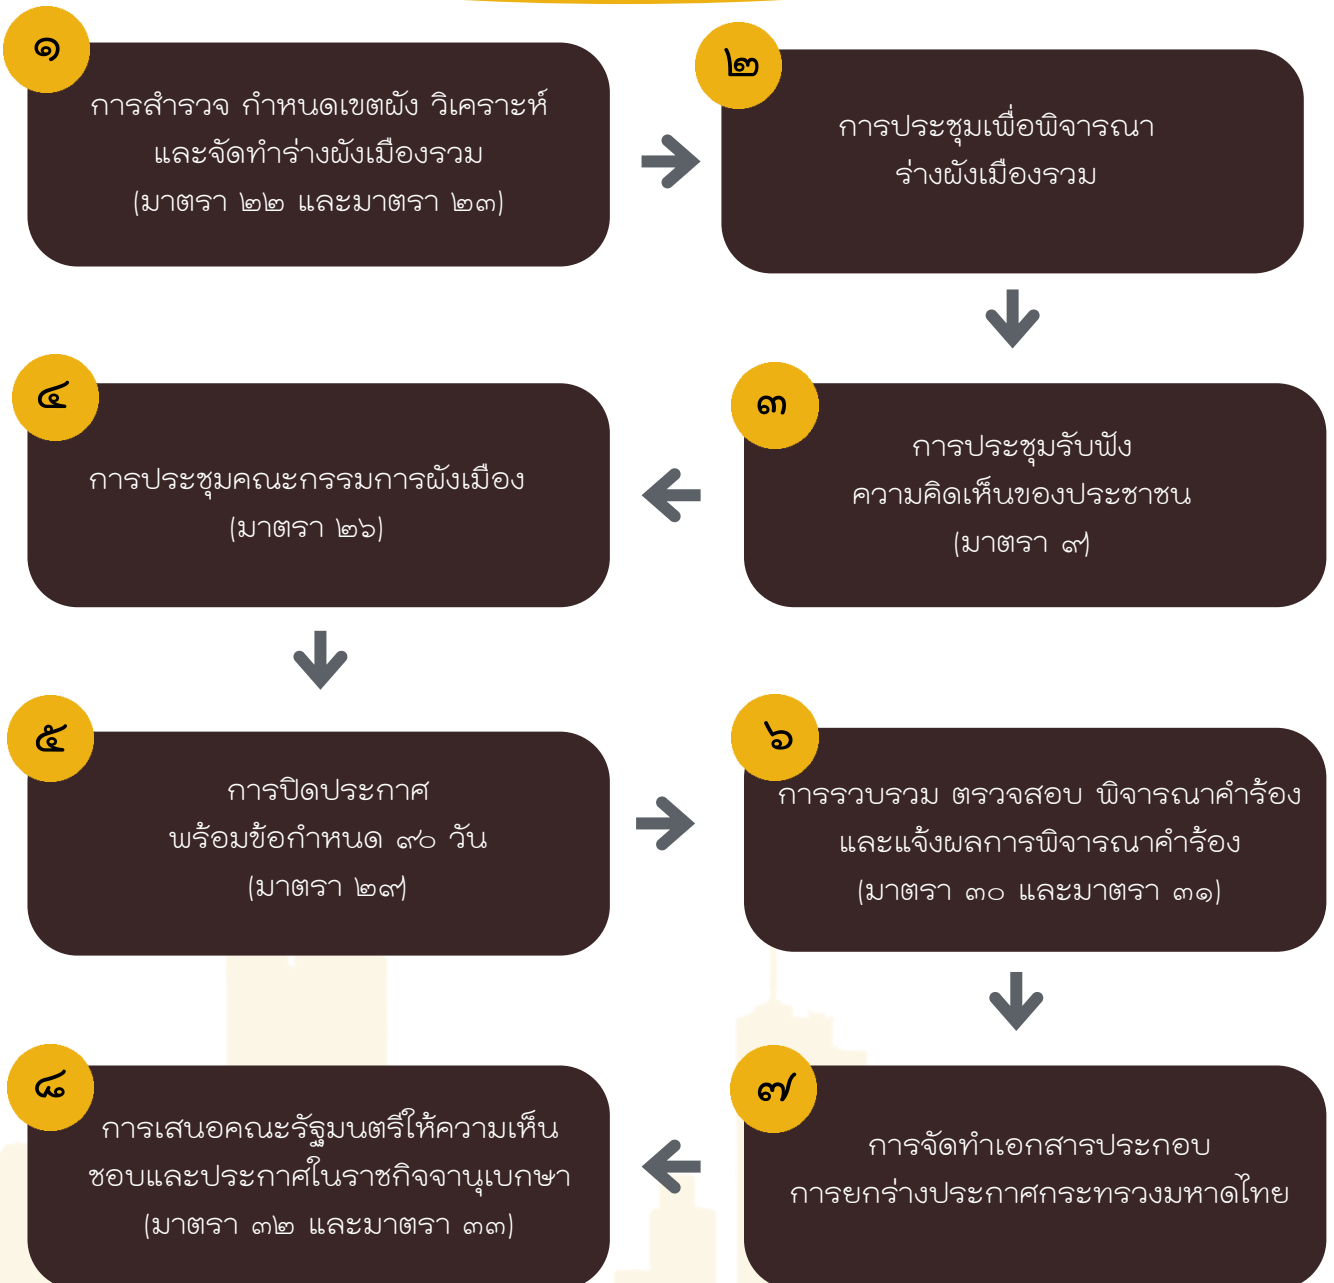 ๑
การสำรวจ กำหนดเขตผัง วิเคราะห์
และจัดทำร่างผังเมืองรวม
(มาตรา ๒๒ และมาตรา ๒๓)
๒
การประชุมเพื่อพิจารณา
ร่างผังเมืองรวม
๓
การประชุมรับฟัง
ความคิดเห็นของประชาชน
(มาตรา ๙)
๔
การประชุมคณะกรรมการผังเมือง
(มาตรา ๒๖)
๕
การปิดประกาศ
พร้อมข้อกำหนด ๙๐ วัน
(มาตรา ๒๙)
๖
การรวบรวม ตรวจสอบ พิจารณาคำร้อง
และแจ้งผลการพิจารณาคำร้อง
(มาตรา ๓๐ และมาตรา ๓๑)
๗
การจัดทำเอกสารประกอบ
การยกร่างประกาศกระทรวงมหาดไทย
๘
การเสนอคณะรัฐมนตรีให้ความเห็น
ชอบและประกาศในราชกิจจานุเบกษา
(มาตรา ๓๒ และมาตรา ๓๓)